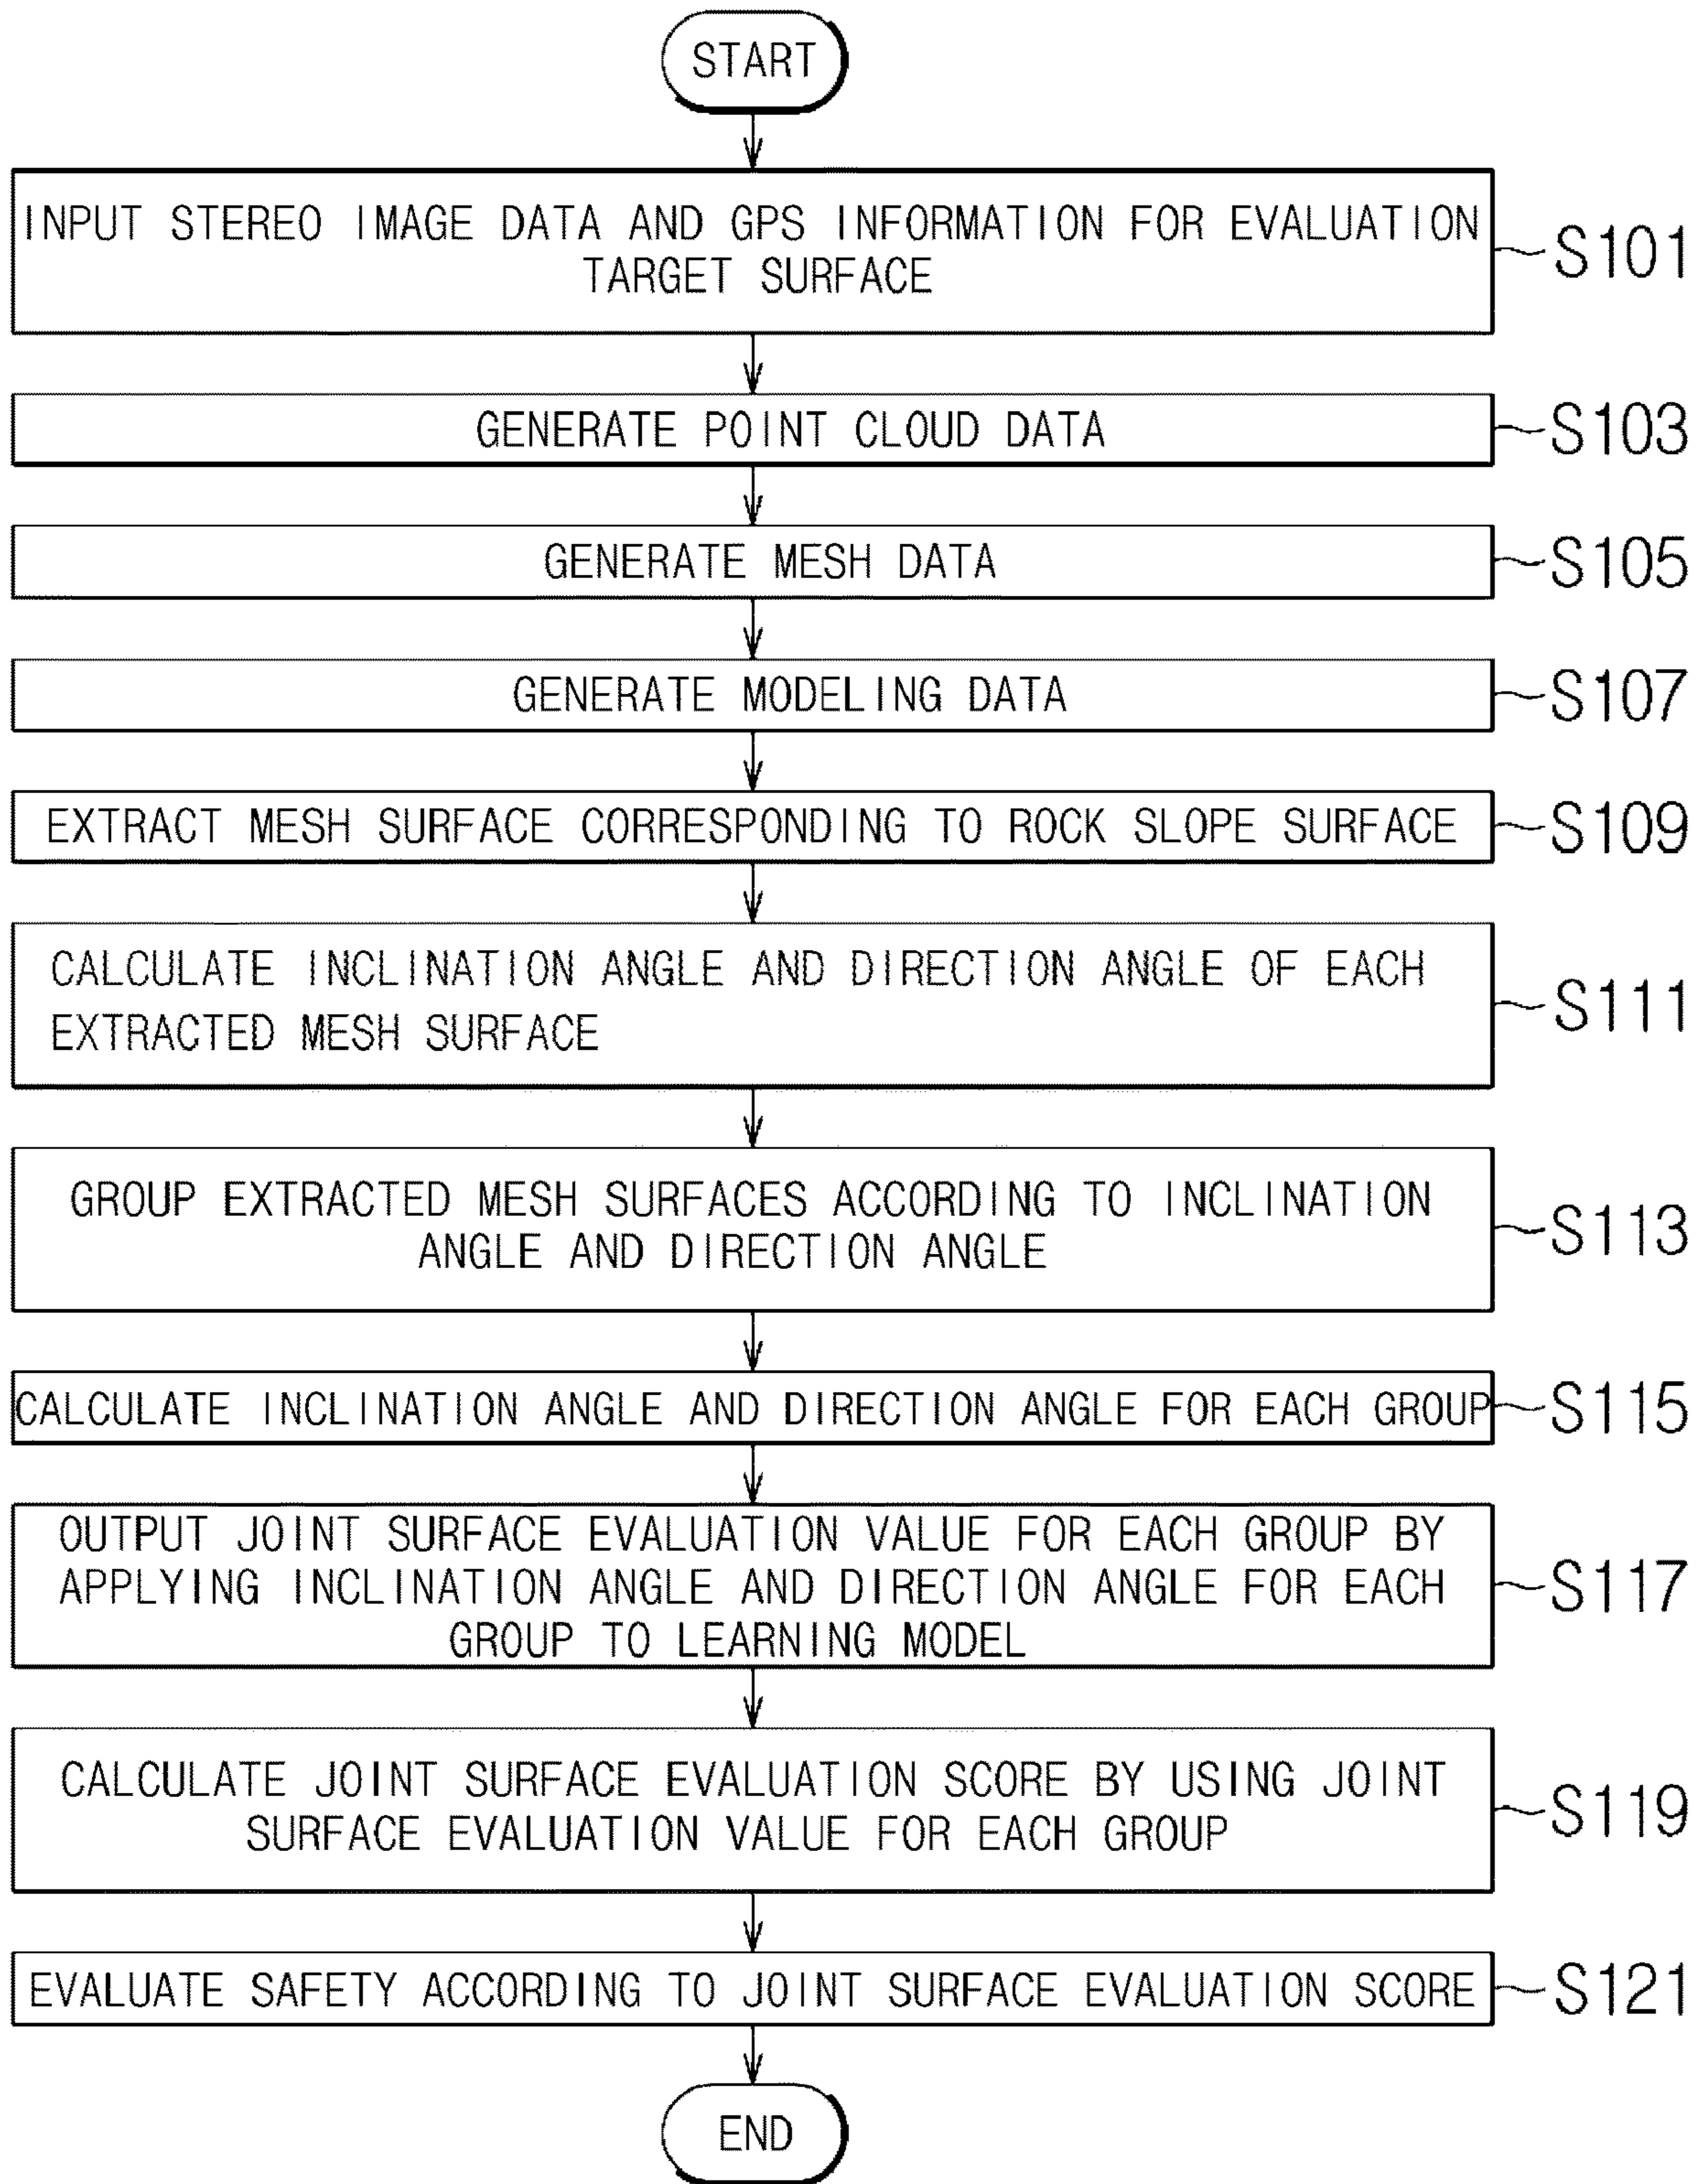 START
INPUT STEREO IMAGE DATA AND GPS INFORMATION FOR EVALUATION
TARGET SURFACE
S101
GENERATE POINT CLOUD DATA
S103
GENERATE MESH DATA
S105
GENERATE MODELING DATA
S107
EXTRACT MESH SURFACE CORRESPONDING TO ROCK SLOPE SURFACE
S109
CALCULATE INCLINATION ANGLE AND DIRECTION ANGLE OF EACH
EXTRACTED MESH SURFACE
S111
GROUP EXTRACTED MESH SURFACES ACCORDING TO INCLINATION
ANGLE AND DIRECTION ANGLE
S113
CALCULATE INCLINATION ANGLE AND DIRECTION ANGLE FOR EACH GROUP
S115
OUTPUT JOINT SURFACE EVALUATION VALUE FOR EACH GROUP BY
APPLYING INCLINATION ANGLE AND DIRECTION ANGLE FOR EACH
GROUP TO LEARNING MODEL
S117
CALCULATE JOINT SURFACE EVALUATION SCORE BY USING JOINT
SURFACE EVALUATION VALUE FOR EACH GROUP
S119
EVALUATE SAFETY ACCORDING TO JOINT SURFACE EVALUATION SCORE
S121
END